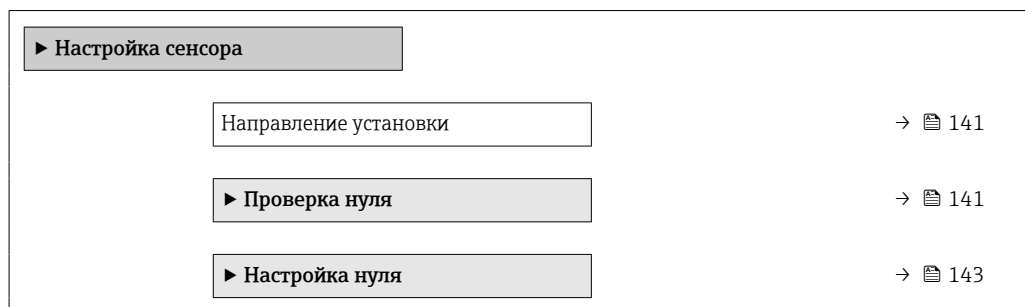 ▶ Настройка сенсора
Направление установки → 141
▶ Проверка нуля → 141
▶ Настройка нуля → 143